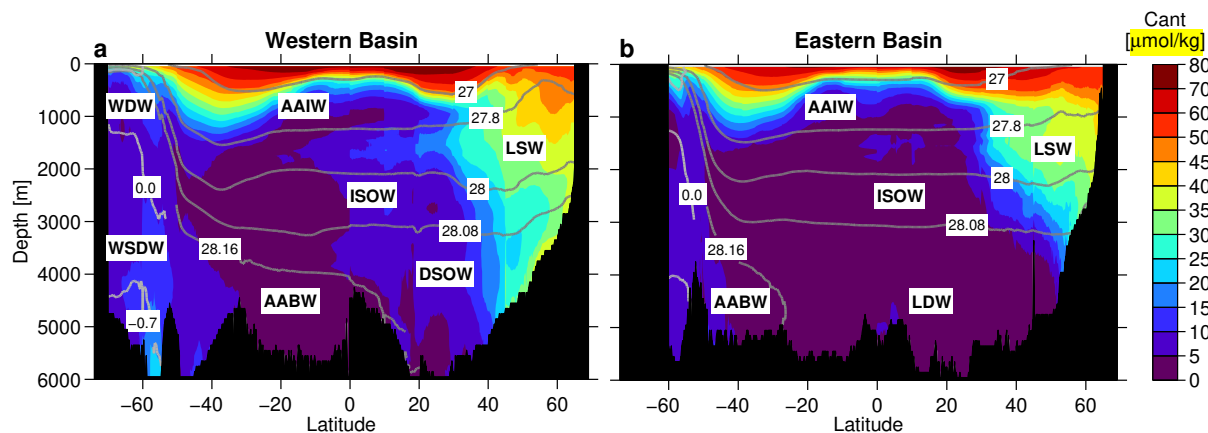 Cant
[μmol/kg]
a
Western Basin
b
Eastern Basin
0
1000
2000
3000
4000
5000
6000
Depth [m]
WDW
AAIW
27
27.8
LSW
0.0
ISOW
28
WSDW
28.16
28.08
DSOW
AABW
−0.7
−60
−40
−20
0
20
40
60
Latitude
AAIW
27
27.8
LSW
0.0
ISOW
28
28.16
28.08
AABW
LDW
−60
−40
−20
0
20
40
60
Latitude
80
70
60
50
45
40
35
30
25
20
15
10
5
0